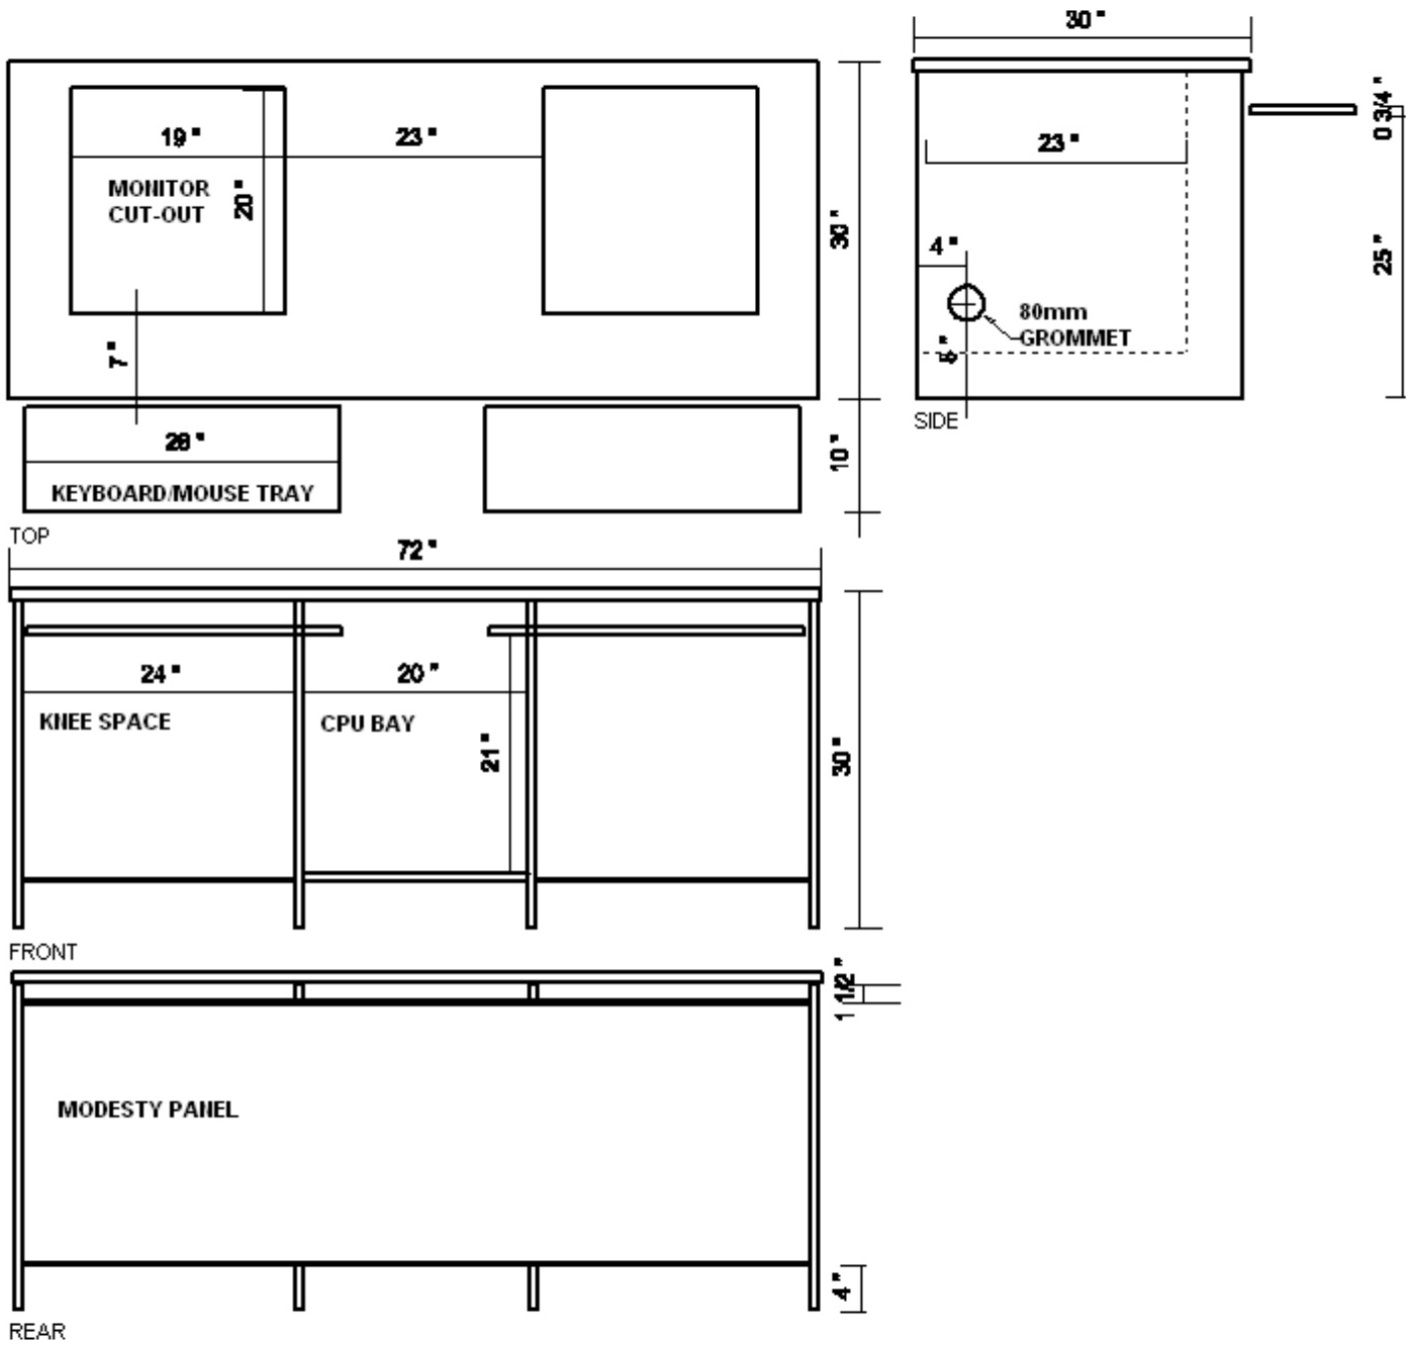 30"
19"
23"
MONITOR
CUT-OUT
20"
30"
7"
28"
KEYBOARD/MOUSE TRAY
10"
TOP
0 3/4"
23"
4"
25"
80mm
GROMMET
SIDE
72"
24"
20"
KNEE SPACE
CPU BAY
21"
30"
FRONT
1 1/2"
MODESTY PANEL
4"
REAR